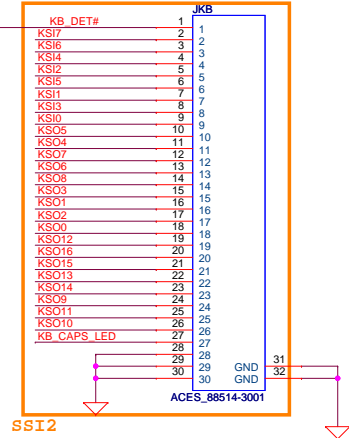 JKB
KB_DET# 1 1
KSI7 2 2
KSI6 3 3
KSI4 4 4
KSI2 5 5
KSI5 6 6
KSI1 7 7
KSI3 8 8
KSI0 9 9
KSO5 10 10
KSO4 11 11
KSO7 12 12
KSO6 13 13
KSO8 14 14
KSO3 15 15
KSO1 16 16
KSO2 17 17
KSO0 18 18
KSO12 19 19
KSO16 20 20
KSO15 21 21
KSO13 22 22
KSO14 23 23
KSO9 24 24
KSO11 25 25
KSO10 26 26
KB_CAPS_LED 27 27
28 28
29 29 GND 31
30 30 GND 32
ACES_88514-3001
SSI2